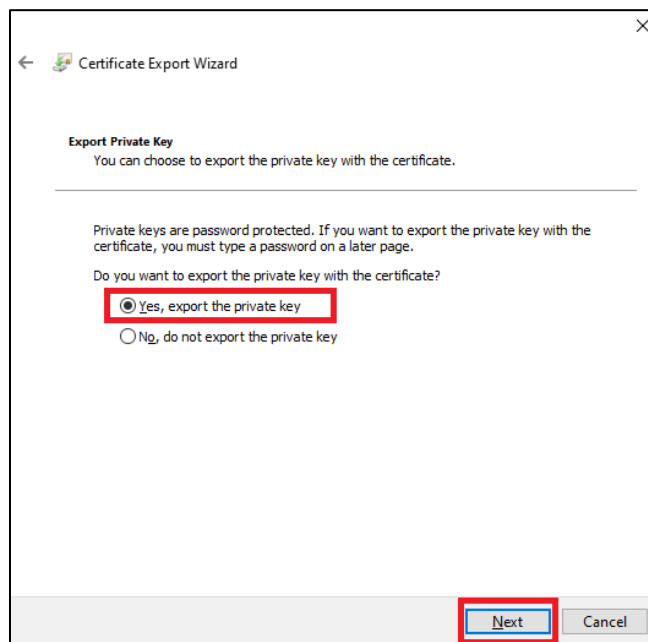 Certificate Export Wizard
Export Private Key
You can choose to export the private key with the certificate.
Private keys are password protected. If you want to export the private key with the
certificate, you must type a password on a later page.
Do you want to export the private key with the certificate?
Yes, export the private key
No, do not export the private key
Next
Cancel